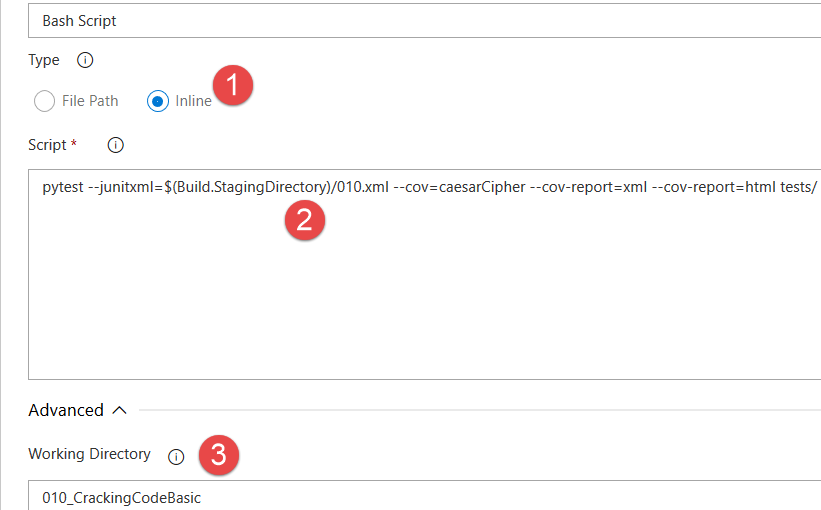 Bash Script
Type
1
File Path Inline
Script *
pytest --junitxml=$(Build.StagingDirectory)/010.xml --cov=caesarCipher --cov-report=xml --cov-report=html tests/
2
Advanced
Working Directory
3
010_CrackingCodeBasic